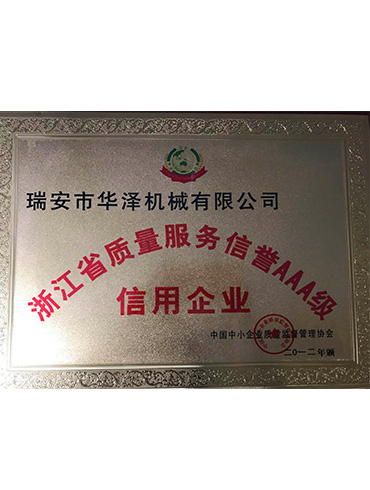 瑞安市华泽机械有限公司
浙江省质量服务信誉AAA级
信用企业
中国中小企业质量监督管理协会
二〇一二年颁